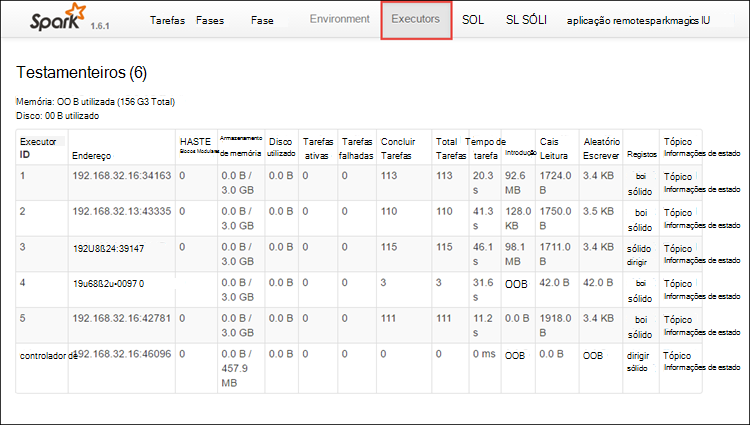 Spark 1.6.1 Tarefas Fases Fase Environment Executors SOL SL SÓLI aplicação remotesparkmagics IU
Testamenteiros (6)
Memória: OO B utilizada (156 G3 Total)
Disco: 00 B utilizado
Executor ID Endereço HASTE Blocos Modulares Armazenamento de memória Disco utilizado Tarefas ativas Tarefas falhadas Concluir Tarefas Total Tarefas Tempo de tarefa Introdução Cais Leitura Aleatório Escrever Registos Tópico Informações de estado
1 192.168.32.16:34163 0 0.0 B / 3.0 GB 0.0 B 0 0 113 113 20.3 s 92.6 MB 1724.0 B 3.4 KB boi sólido Tópico Informações de estado
2 192.168.32.13:43335 0 0.0 B / 3.0 GB 0.0 B 0 0 110 110 41.3 s 128.0 KB 1750.0 B 3.5 KB boi sólido Tópico Informações de estado
3 192U8ß24:39147 0 0.0 B / 3.0 GB 0.0 B 0 0 115 115 46.1 s 98.1 MB 1711.0 B 3.4 KB sólido dirigir Tópico Informações de estado
4 19u68ß2u•0097 0 0 0.0 B / 3.0 GB 0.0 B 0 0 3 3 31.6 s OOB 42.0 B 42.0 B boi sólido Tópico Informações de estado
5 192.168.32.16:42781 0 0.0 B / 3.0 GB 0.0 B 0 0 111 111 11.2 s 0.0 B 1918.0 B 3.4 KB boi sólido Tópico Informações de estado
controlador de 192.168.32.16:46096 0 0.0 B / 457.9 MB 0.0 B 0 0 0 0 0 ms OOB 0.0 B OOB dirigir sólido Tópico Informações de estado